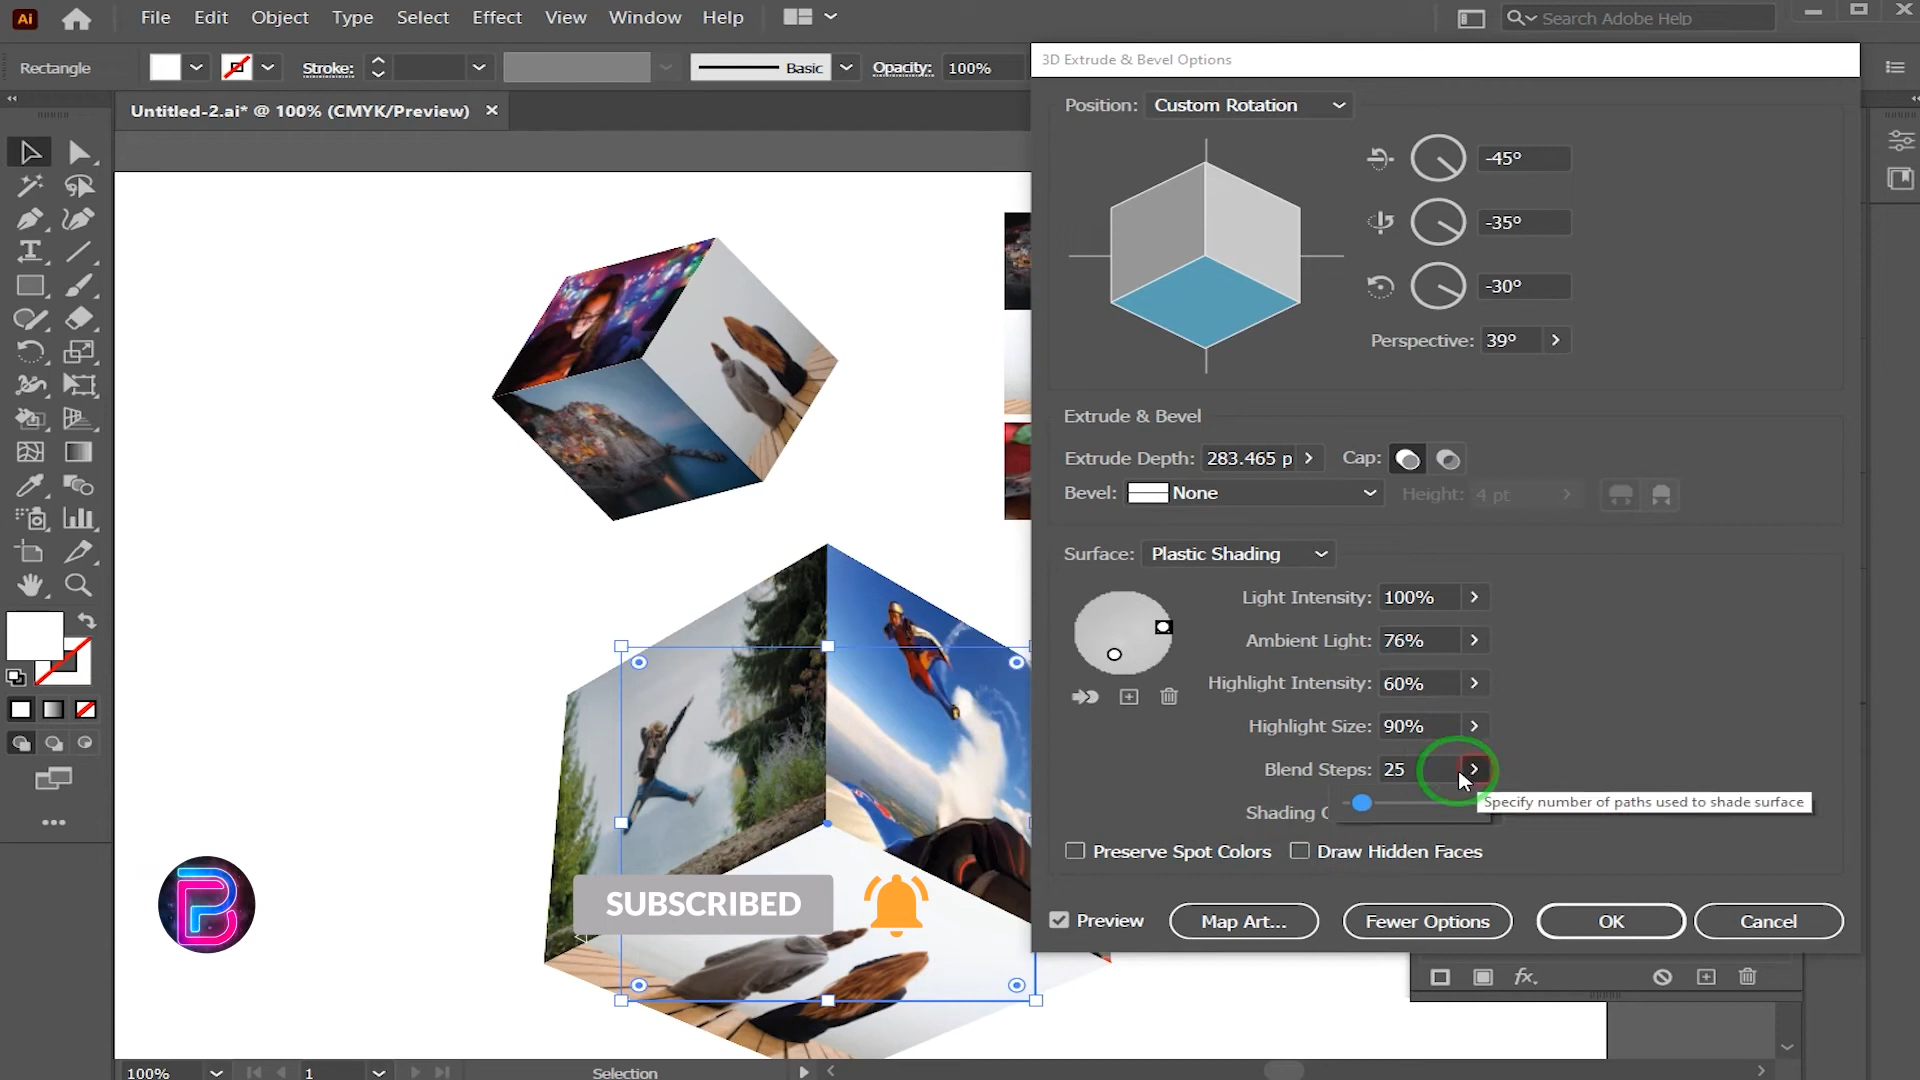 Ai File Edit Object Type Select Effect View Window Help Search Adobe Help
Rectangle Stroke: Basic Opacity: 100%
3D Extrude & Bevel Options
Untitled-2.ai* @ 100% (CMYK/Preview)
Position: Custom Rotation
-45°
-35°
-30°
Perspective: 39°
Extrude & Bevel
Extrude Depth: 283.465 p Cap:
Bevel: None Height: 4 pt
Surface: Plastic Shading
Light Intensity: 100%
Ambient Light: 76%
Highlight Intensity: 60%
Highlight Size: 90%
Blend Steps: 25
Specify number of paths used to shade surface
Shading C
Preserve Spot Colors Draw Hidden Faces
SUBSCRIBED
Preview Map Art... Fewer Options OK Cancel
fx.
100% 1 Selection